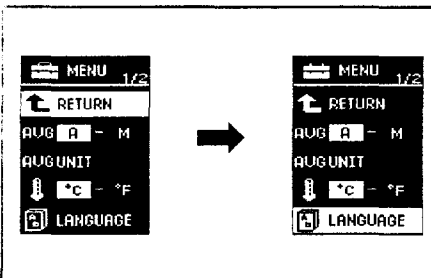 MENU 1/2
RETURN
AVG A - M
AVG UNIT
°C - °F
LANGUAGE
MENU 1/2
RETURN
AVG A - M
AVG UNIT
°C - °F
LANGUAGE